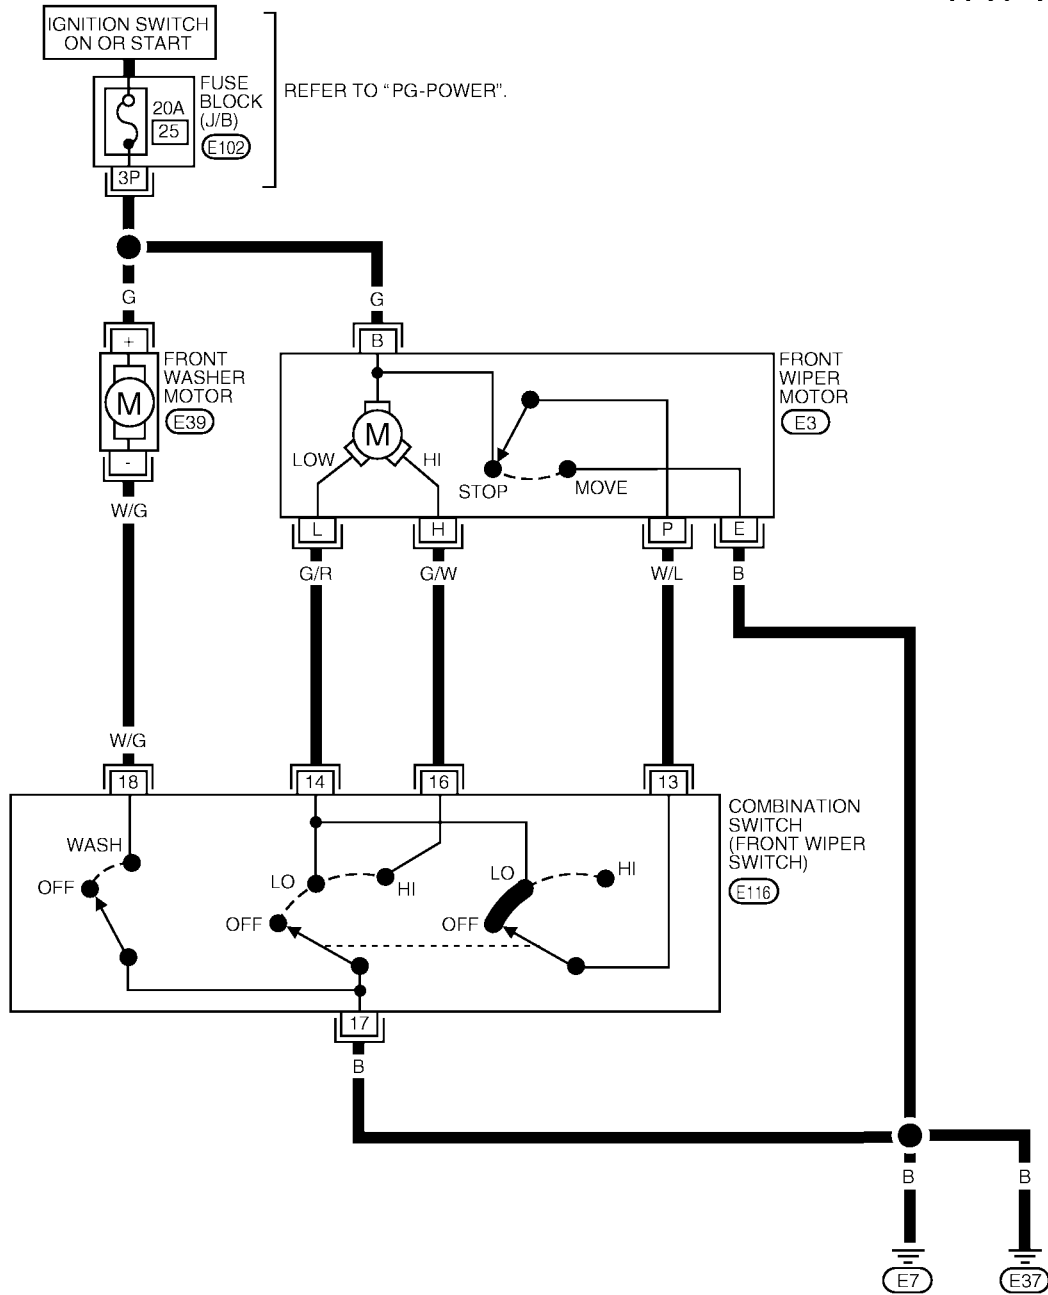 IGNITION SWITCH
ON OR START
FUSE
BLOCK
(J/B)
E102
20A
25
REFER TO “PG-POWER”.
3P
G
G
+
B
FRONT
WASHER
MOTOR
E39
M
-
FRONT
WIPER
MOTOR
E3
M
LOW
HI
STOP
MOVE
L
H
P
E
W/G
G/R
G/W
W/L
B
W/G
18
14
16
13
COMBINATION
SWITCH
(FRONT WIPER
SWITCH)
E116
WASH
OFF
LO
HI
OFF
LO
HI
OFF
17
B
B
B
E7
E37